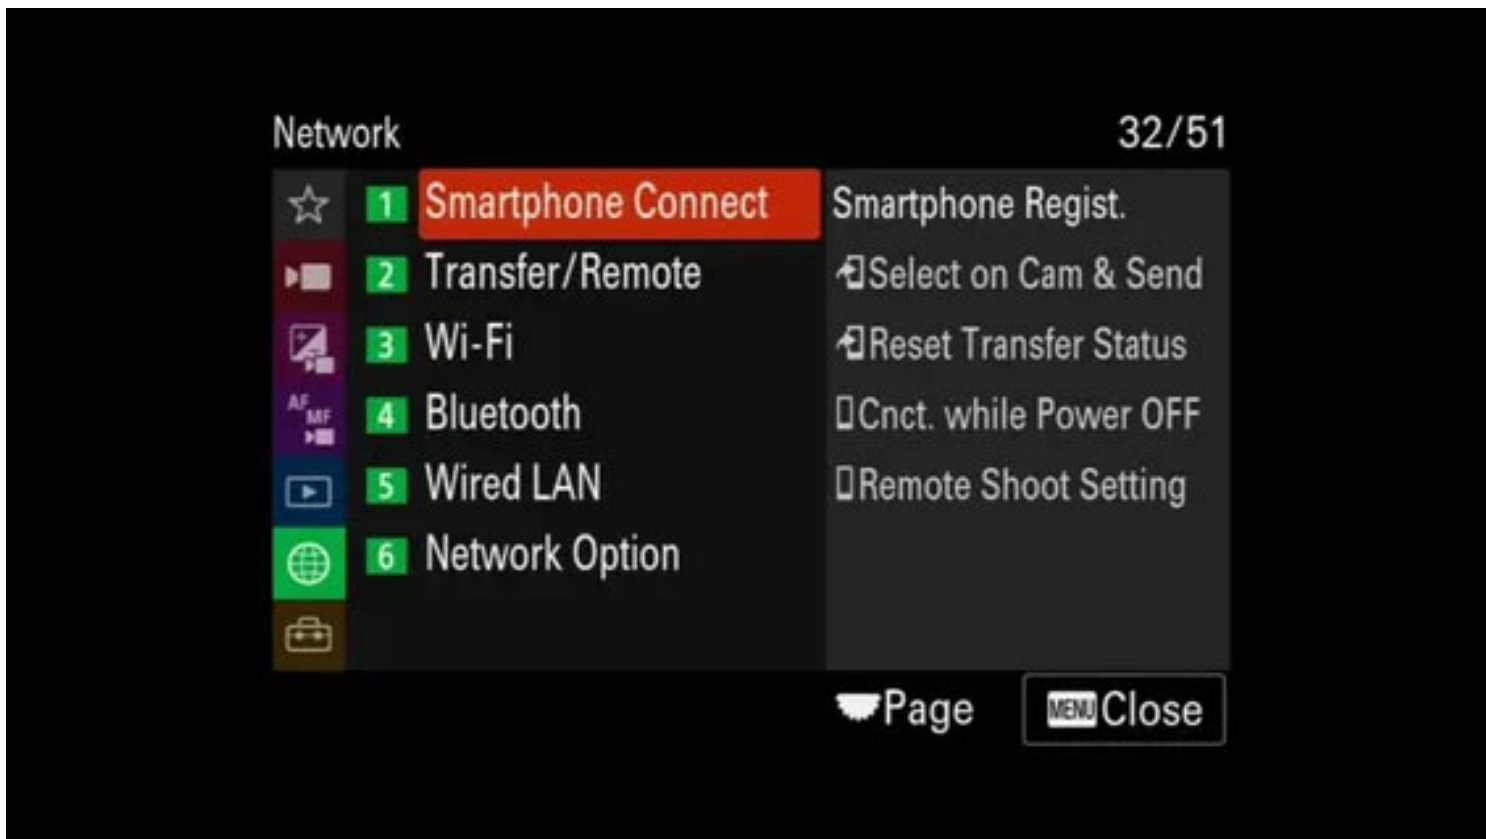 Network 32/51
1 Smartphone Connect
2 Transfer/Remote
3 Wi-Fi
4 Bluetooth
5 Wired LAN
6 Network Option
AF MF
Smartphone Regist.
Select on Cam & Send
Reset Transfer Status
Cnct. while Power OFF
Remote Shoot Setting
Page
MENU Close